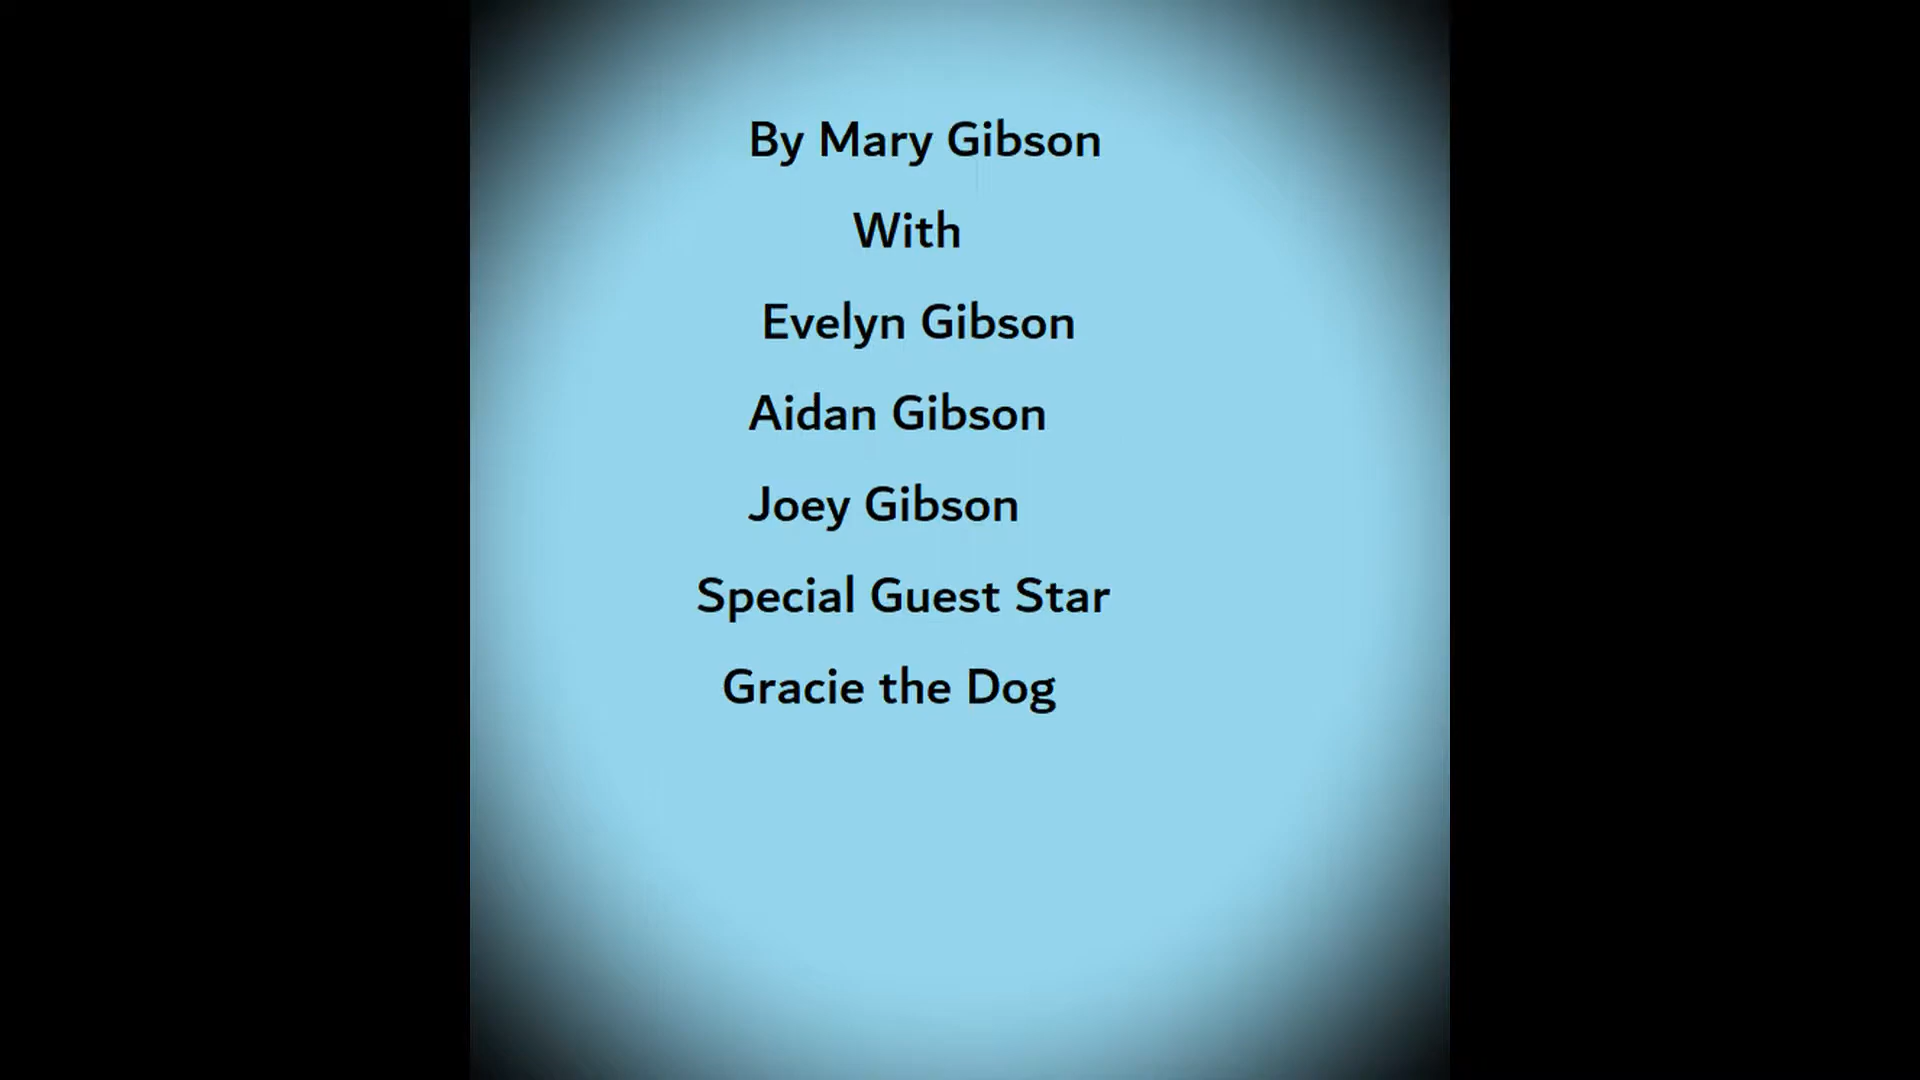 By Mary Gibson
With
Evelyn Gibson
Aidan Gibson
Joey Gibson
Special Guest Star
Gracie the Dog